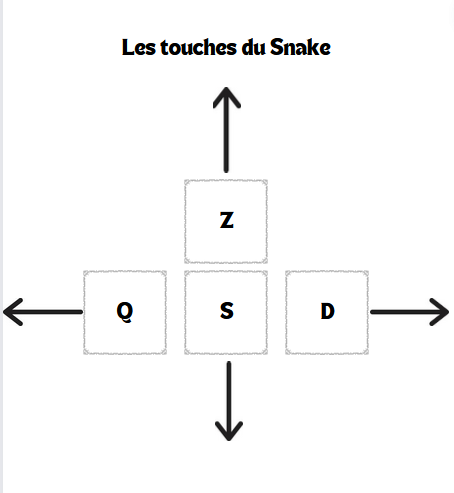 Les touches du Snake
Z
Q S D